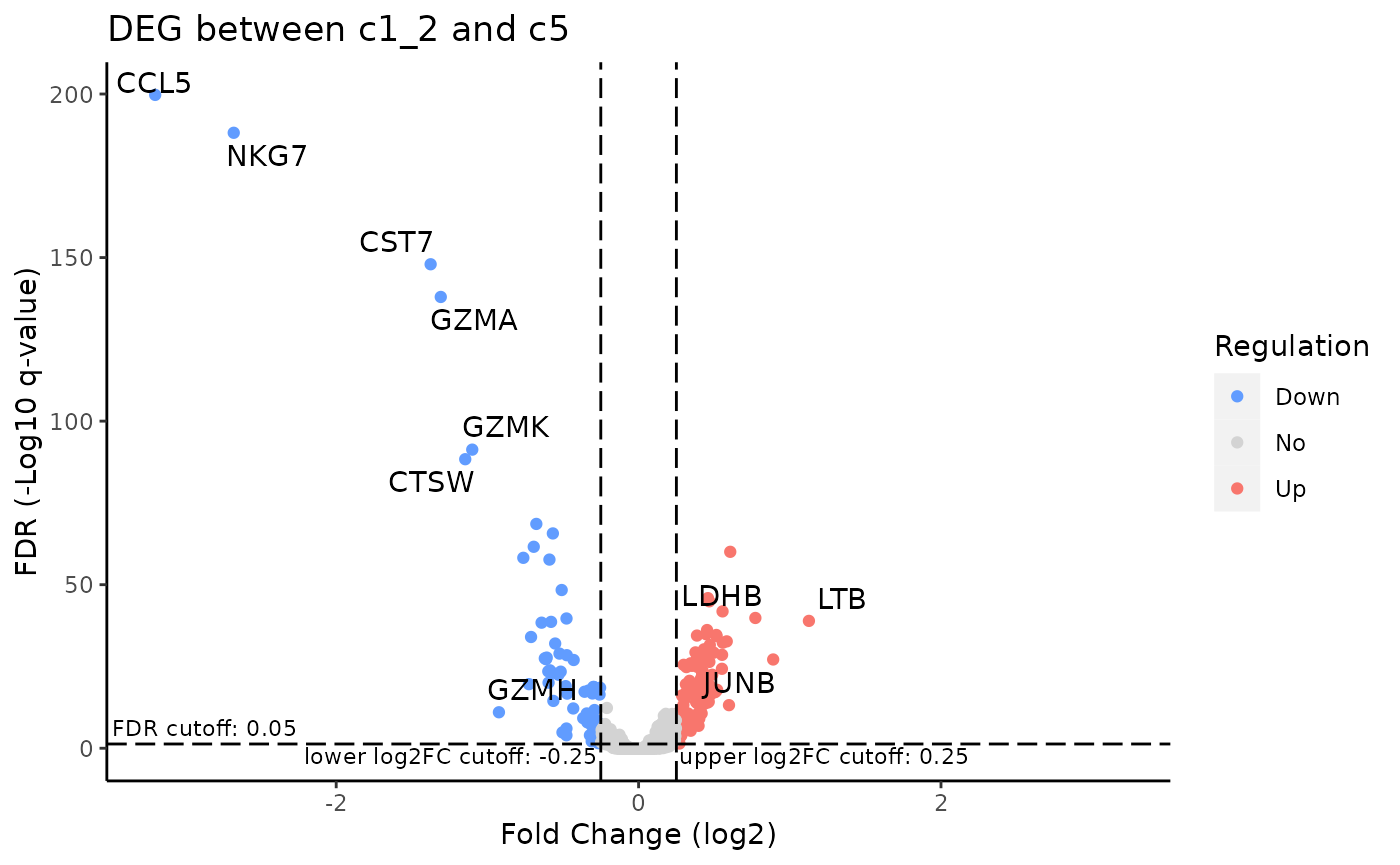 DEG between c1_2 and c5
CCL5
200
NKG7
CST7
150
GZMA
FDR (-Log10 q-value)
Regulation
Down
No
Up
GZMK
100
CTSW
50
LDHB
LTB
JUNB
GZMH
FDR cutoff: 0.05
0
lower log2FC cutoff: -0.25
upper log2FC cutoff: 0.25
-2
0
2
Fold Change (log2)